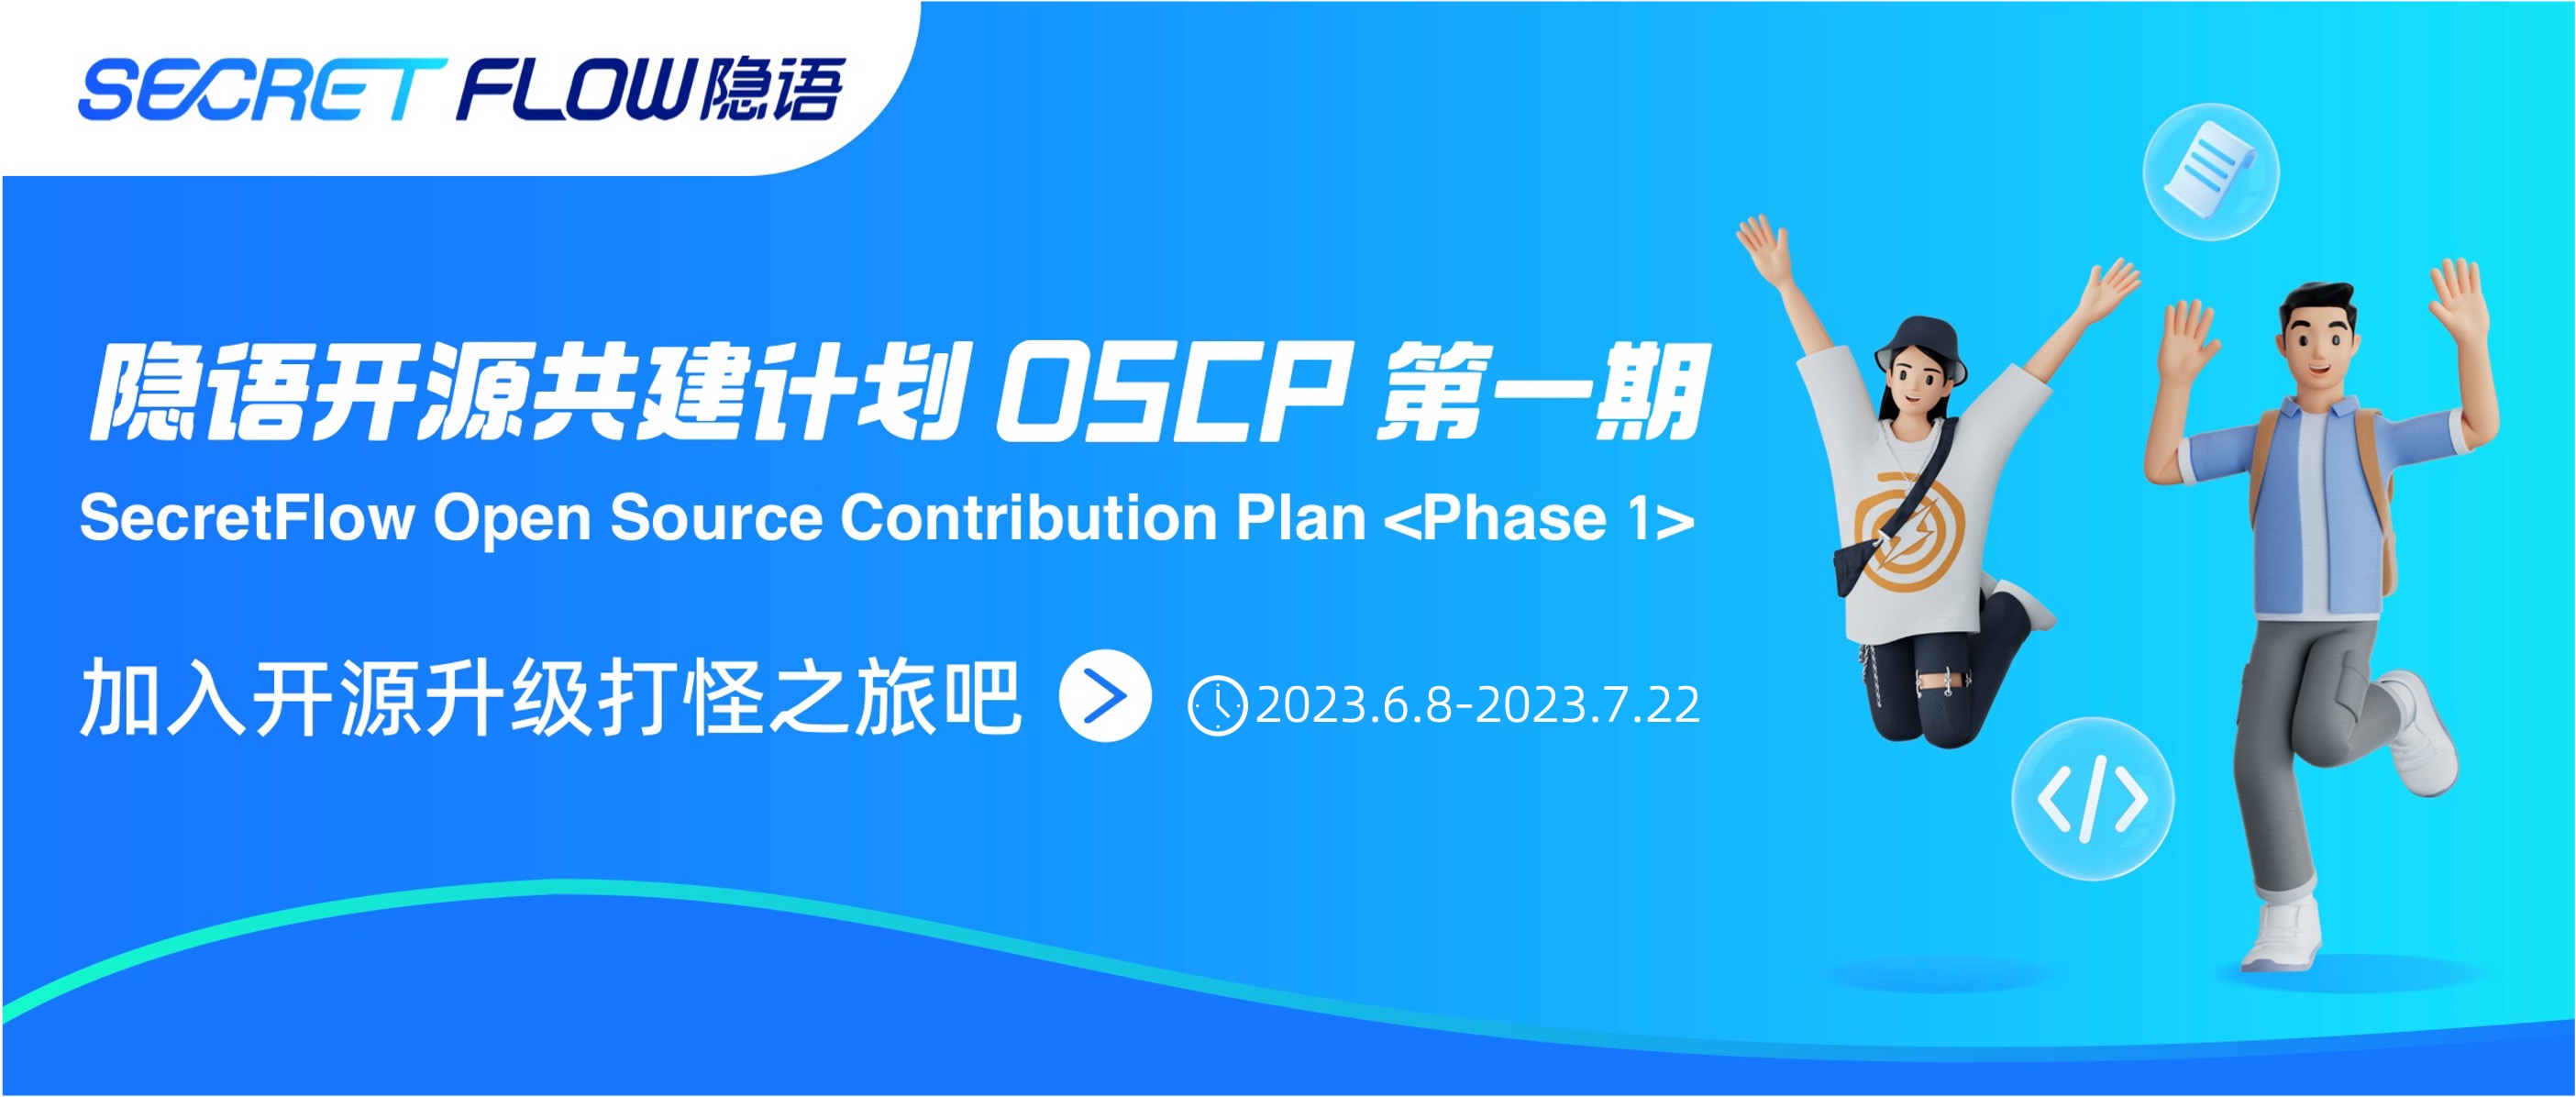 SECRET FLOW隐语
隐语开源共建计划 OSCP 第一期
SecretFlow Open Source Contribution Plan <Phase 1>
加入开源升级打怪之旅吧 > 2023.6.8-2023.7.22
</>